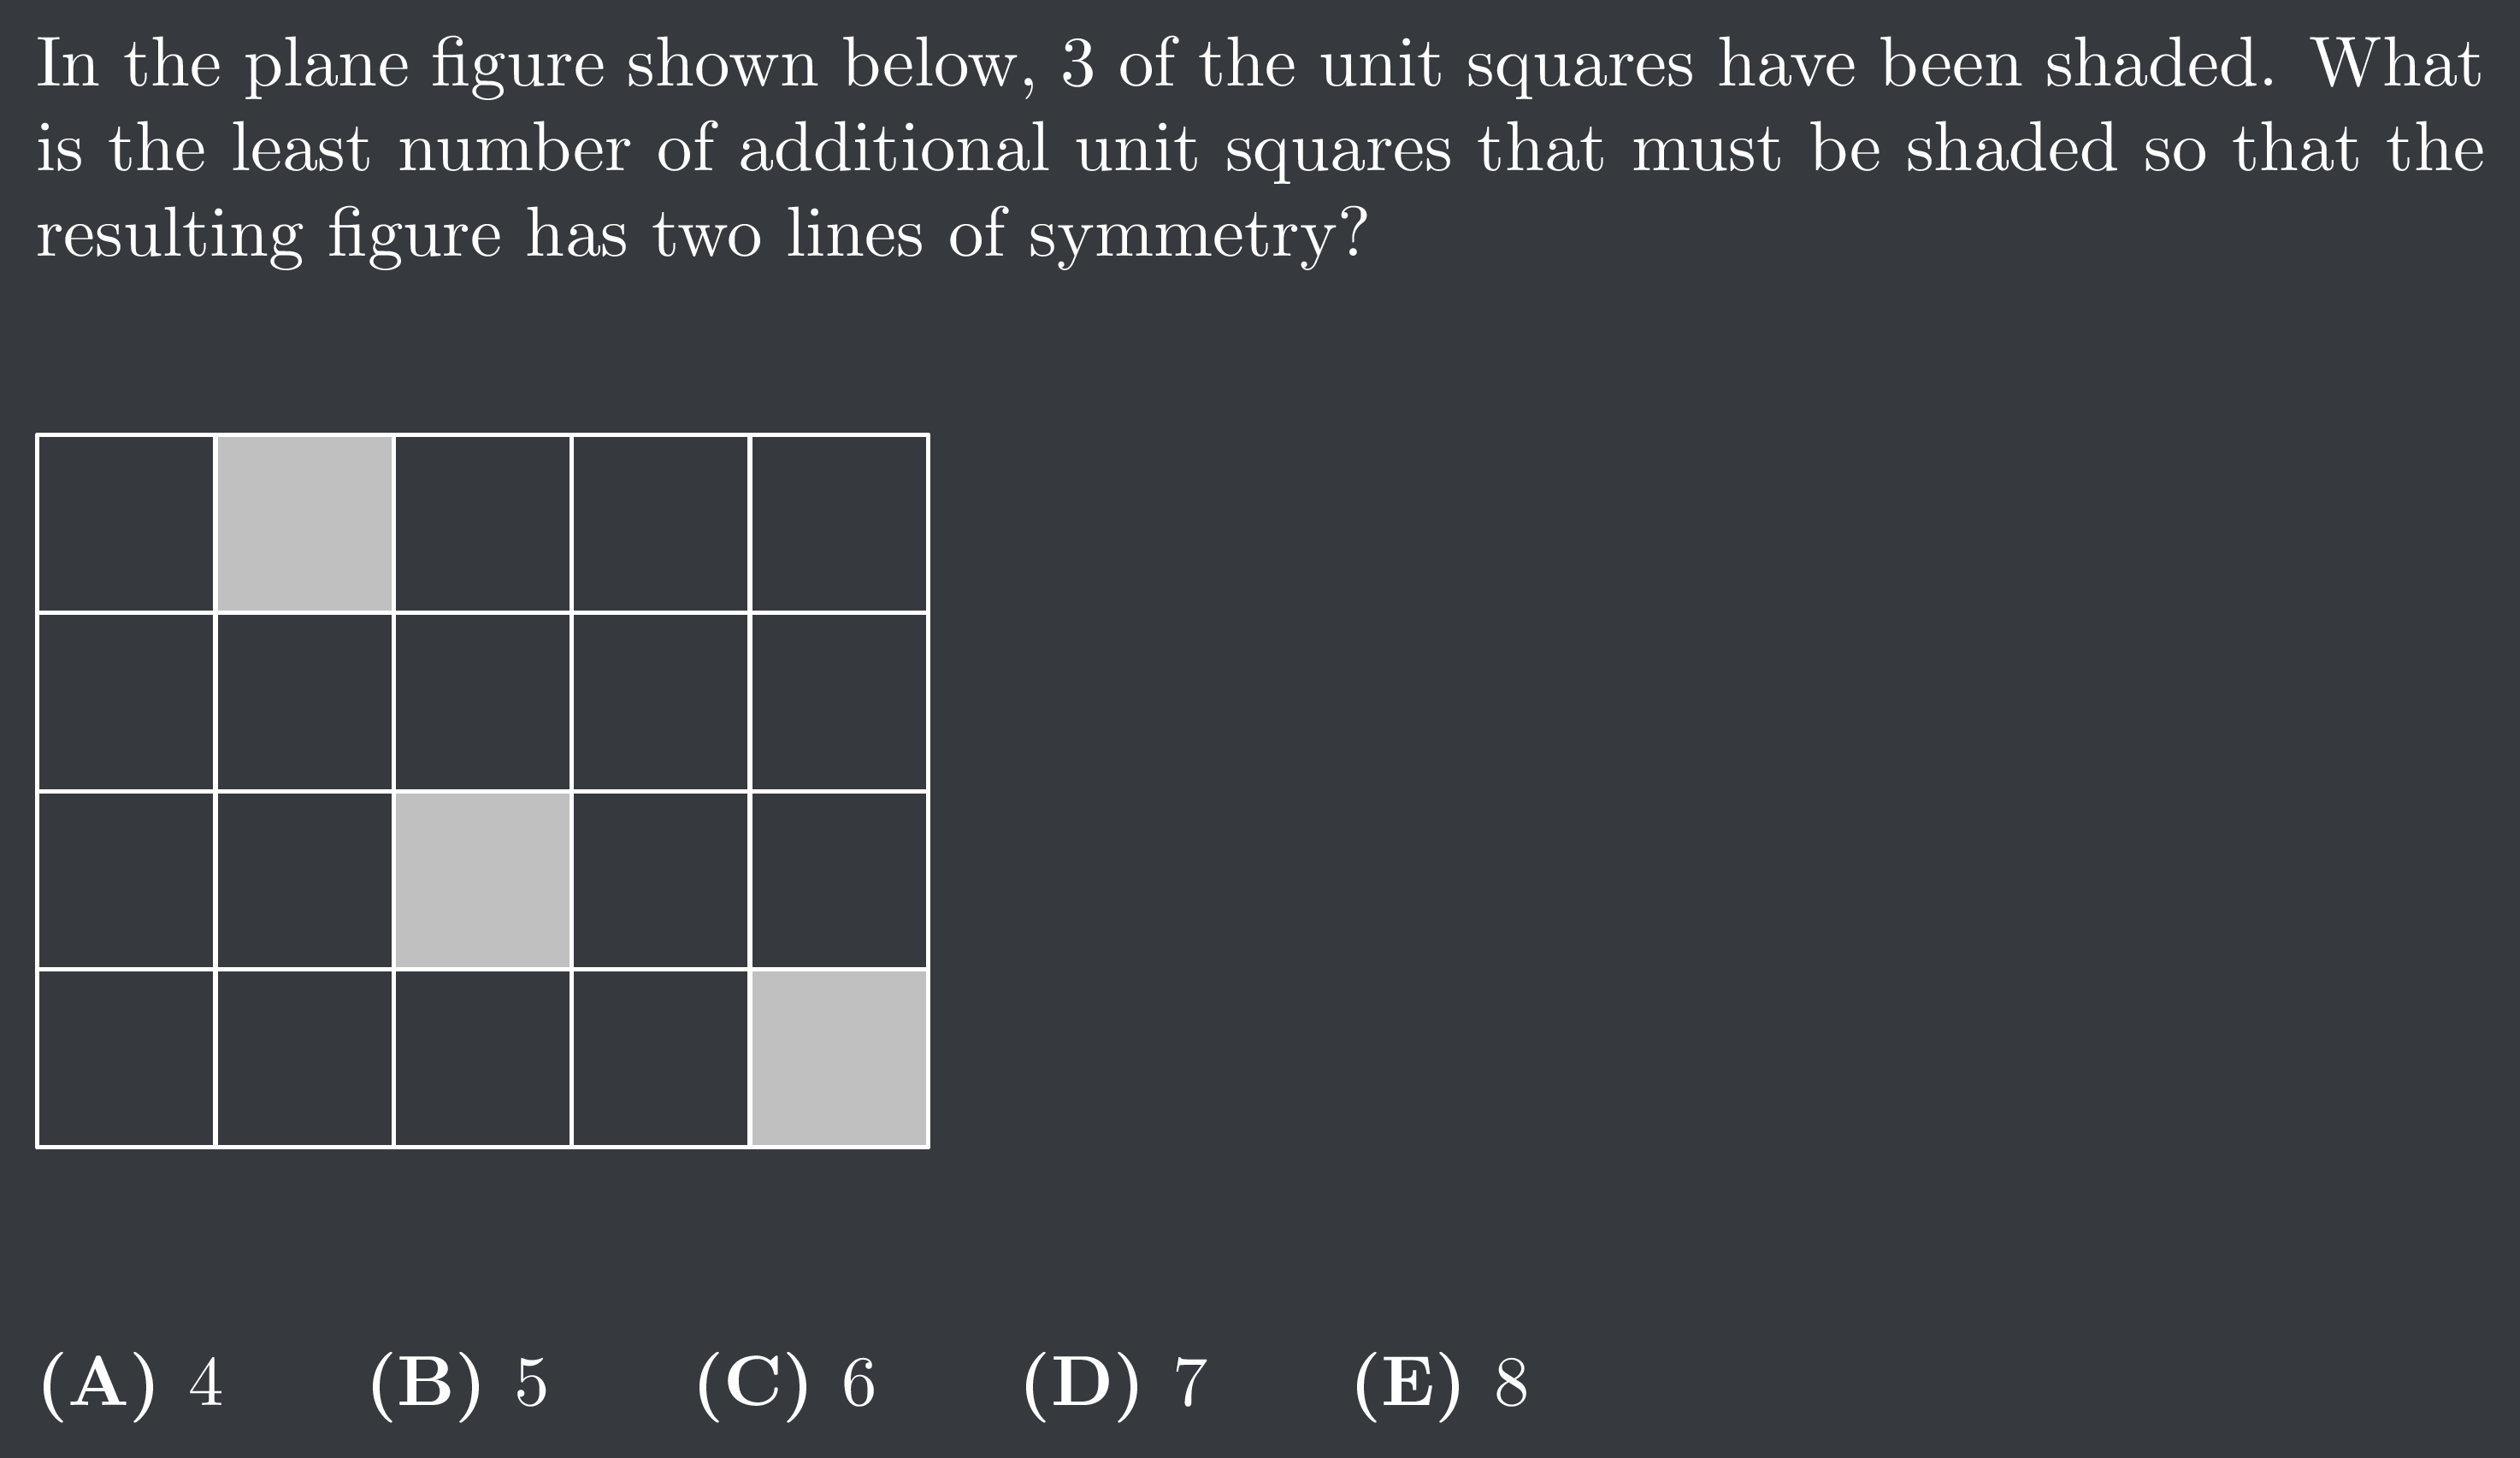 In the plane figure shown below, 3 of the unit squares have been shaded. What
is the least number of additional unit squares that must be shaded so that the
resulting figure has two lines of symmetry?
(A) 4 (B) 5 (C) 6 (D) 7 (E) 8